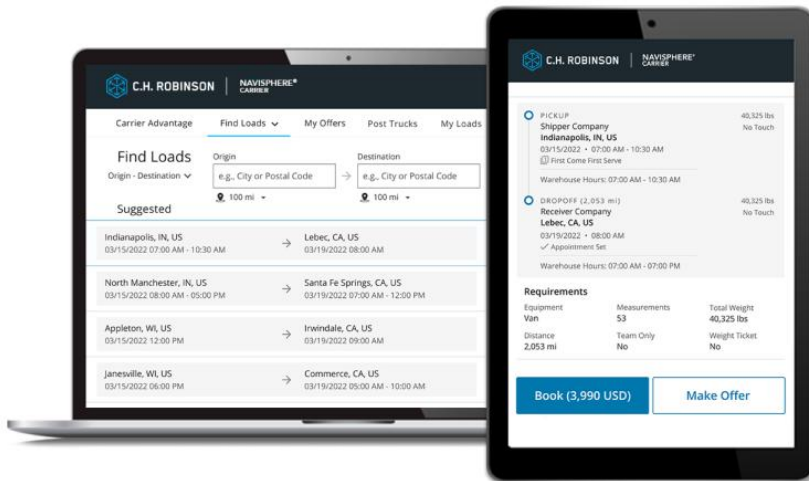 C.H. ROBINSON
NAVISPHERE®
CARRIER
Carrier Advantage Find Loads My Offers Post Trucks My Loads
Find Loads
Origin - Destination
Origin
e.g., City or Postal Code
100 mi
Destination
e.g., City or Postal Code
100 mi
Suggested
Indianapolis, IN, US
03/15/2022 07:00 AM - 10:30 AM
Lebec, CA, US
03/19/2022 08:00 AM
North Manchester, IN, US
03/15/2022 08:00 AM - 05:00 PM
Santa Fe Springs, CA, US
03/19/2022 07:00 AM - 12:00 PM
Appleton, WI, US
03/15/2022 12:00 PM
Irwindale, CA, US
03/19/2022 09:00 AM
Janesville, WI, US
03/15/2022 06:00 PM
Commerce, CA, US
03/19/2022 05:00 AM - 10:00 AM
C.H. ROBINSON
NAVISPHERE®
CARRIER
PICKUP 40,325 lbs
Shipper Company No Touch
Indianapolis, IN, US
03/15/2022 • 07:00 AM - 10:30 AM
First Come First Serve
Warehouse Hours: 07:00 AM - 10:30 AM
DROPOFF (2,053 mi) 40,325 lbs
Receiver Company No Touch
Lebec, CA, US
03/19/2022 • 08:00 AM
Appointment Set
Warehouse Hours: 07:00 AM - 07:00 PM
Requirements
Equipment Measurements Total Weight
Van 53 40,325 lbs
Distance Team Only Weight Ticket
2,053 mi No No
Book (3,990 USD) Make Offer